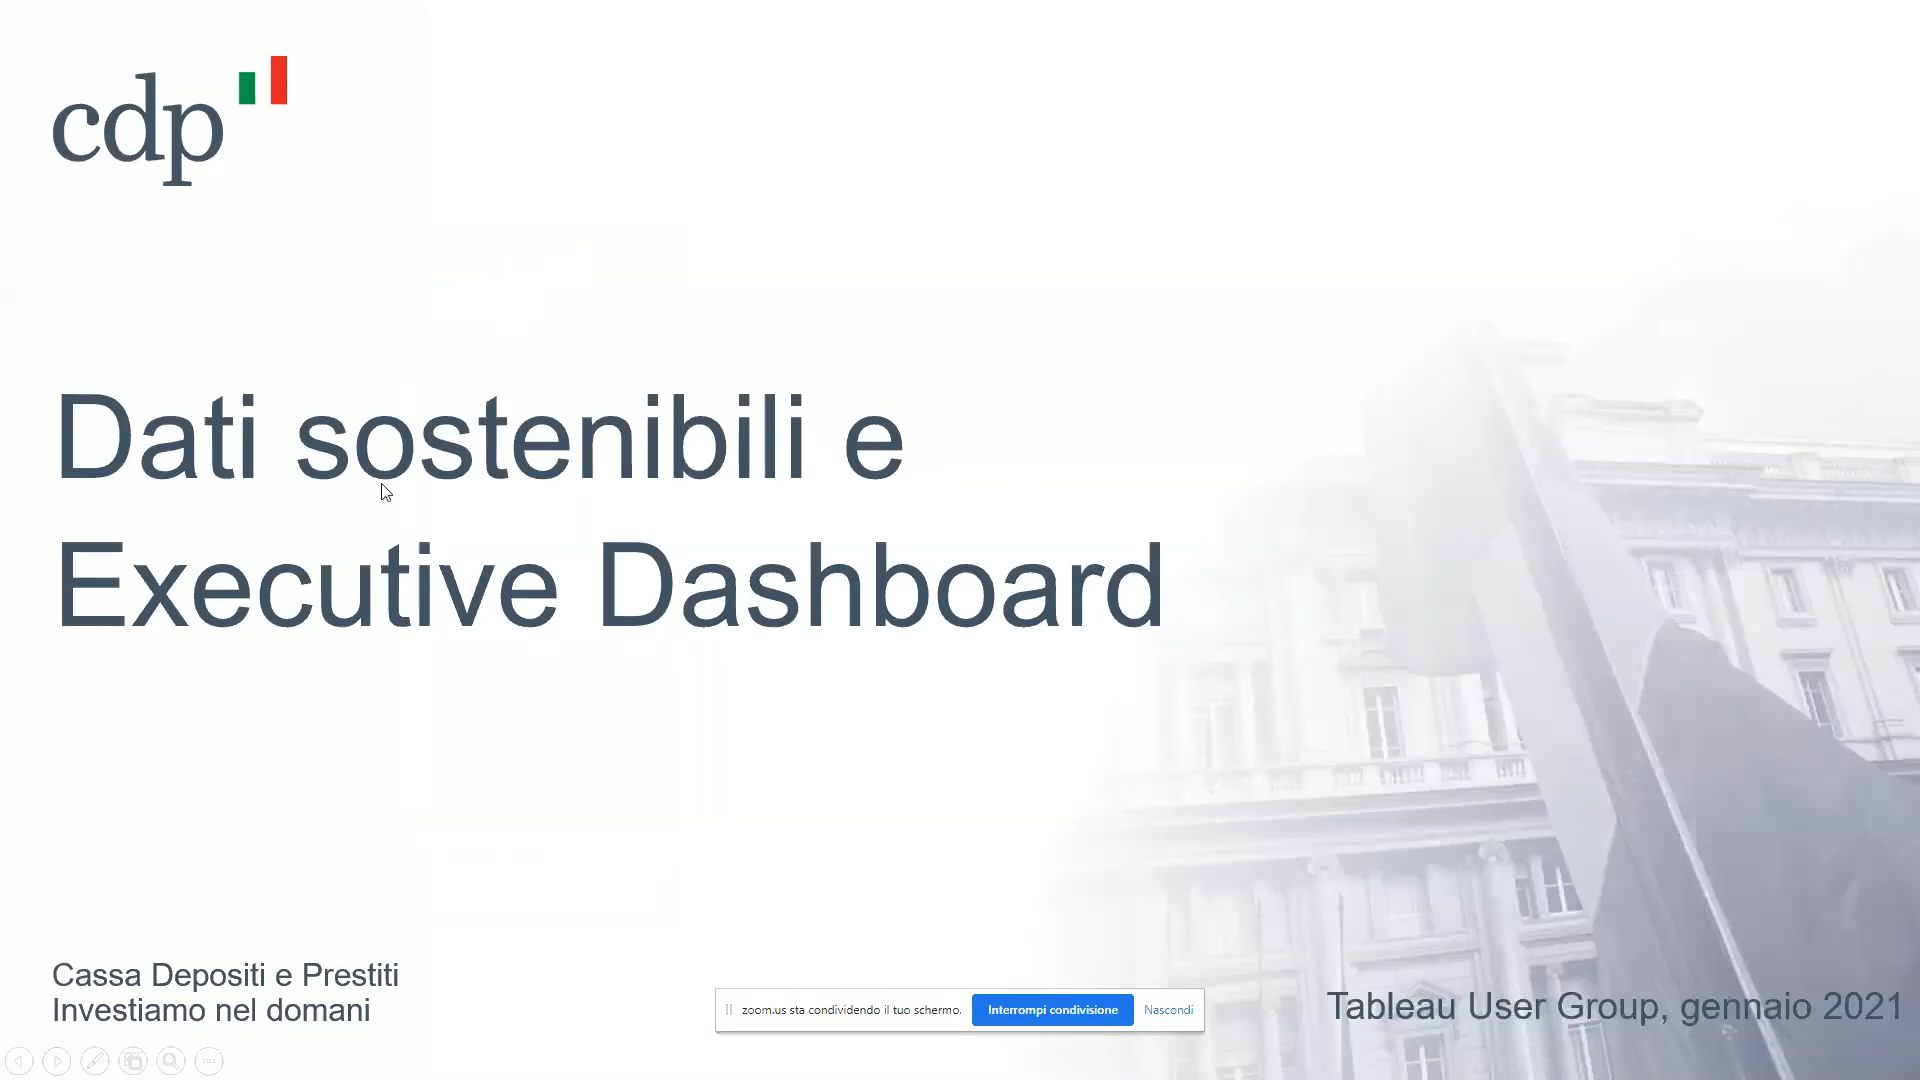 cdp
Dati sostenibili e
Executive Dashboard
Cassa Depositi e Prestiti
Investiamo nel domani
zoom.us sta condividendo il tuo schermo. Interrompi condivisione Nascondi
Tableau User Group, gennaio 2021